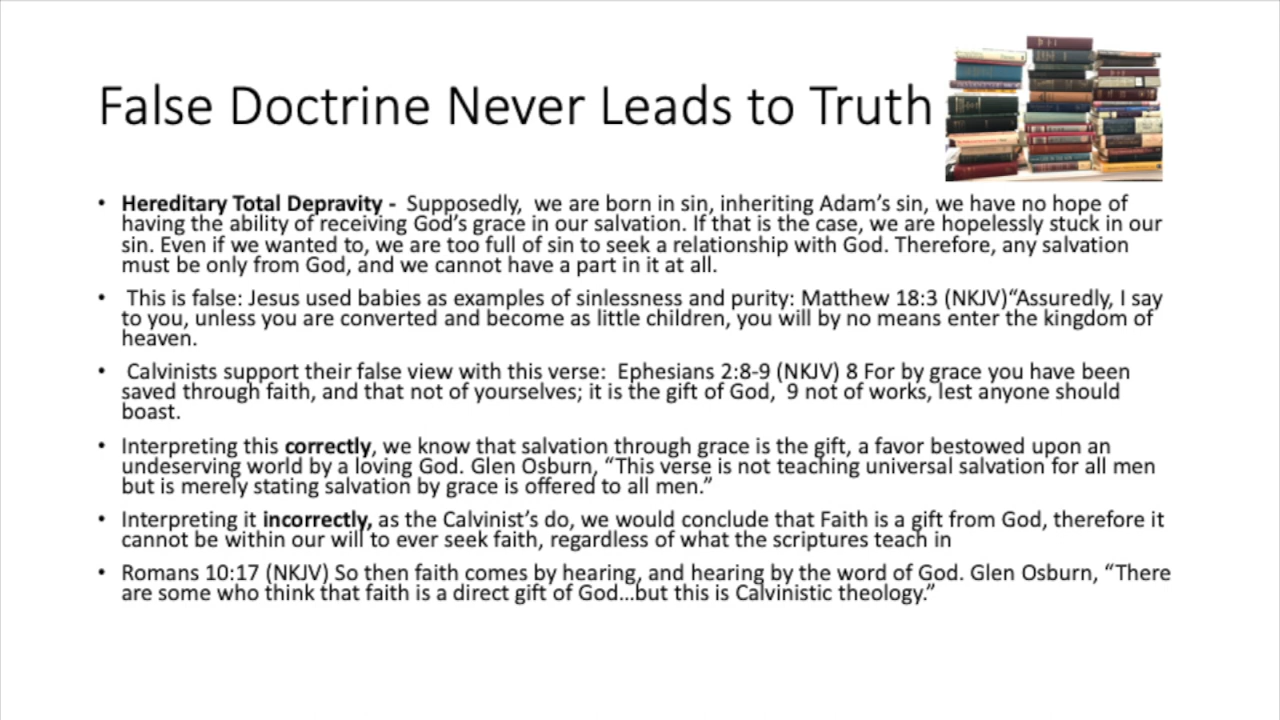 False Doctrine Never Leads to Truth
• Hereditary Total Depravity - Supposedly, we are born in sin, inheriting Adam's sin, we have no hope of
having the ability of receiving God's grace in our salvation. If that is the case, we are hopelessly stuck in our
sin. Even if we wanted to, we are too full of sin to seek a relationship with God. Therefore, any salvation
must be only from God, and we cannot have a part in it at all.
• This is false: Jesus used babies as examples of sinlessness and purity: Matthew 18:3 (NKJV)“Assuredly, I say
to you, unless you are converted and become as little children, you will by no means enter the kingdom of
heaven.
• Calvinists support their false view with this verse: Ephesians 2:8-9 (NKJV) 8 For by grace you have been
saved through faith, and that not of yourselves; it is the gift of God, 9 not of works, lest anyone should
boast.
• Interpreting this correctly, we know that salvation through grace is the gift, a favor bestowed upon an
undeserving world by a loving God. Glen Osburn, “This verse is not teaching universal salvation for all men
but is merely stating salvation by grace is offered to all men.”
• Interpreting it incorrectly, as the Calvinist's do, we would conclude that Faith is a gift from God, therefore it
cannot be within our will to ever seek faith, regardless of what the scriptures teach in
• Romans 10:17 (NKJV) So then faith comes by hearing, and hearing by the word of God. Glen Osburn, “There
are some who think that faith is a direct gift of God…but this is Calvinistic theology.”